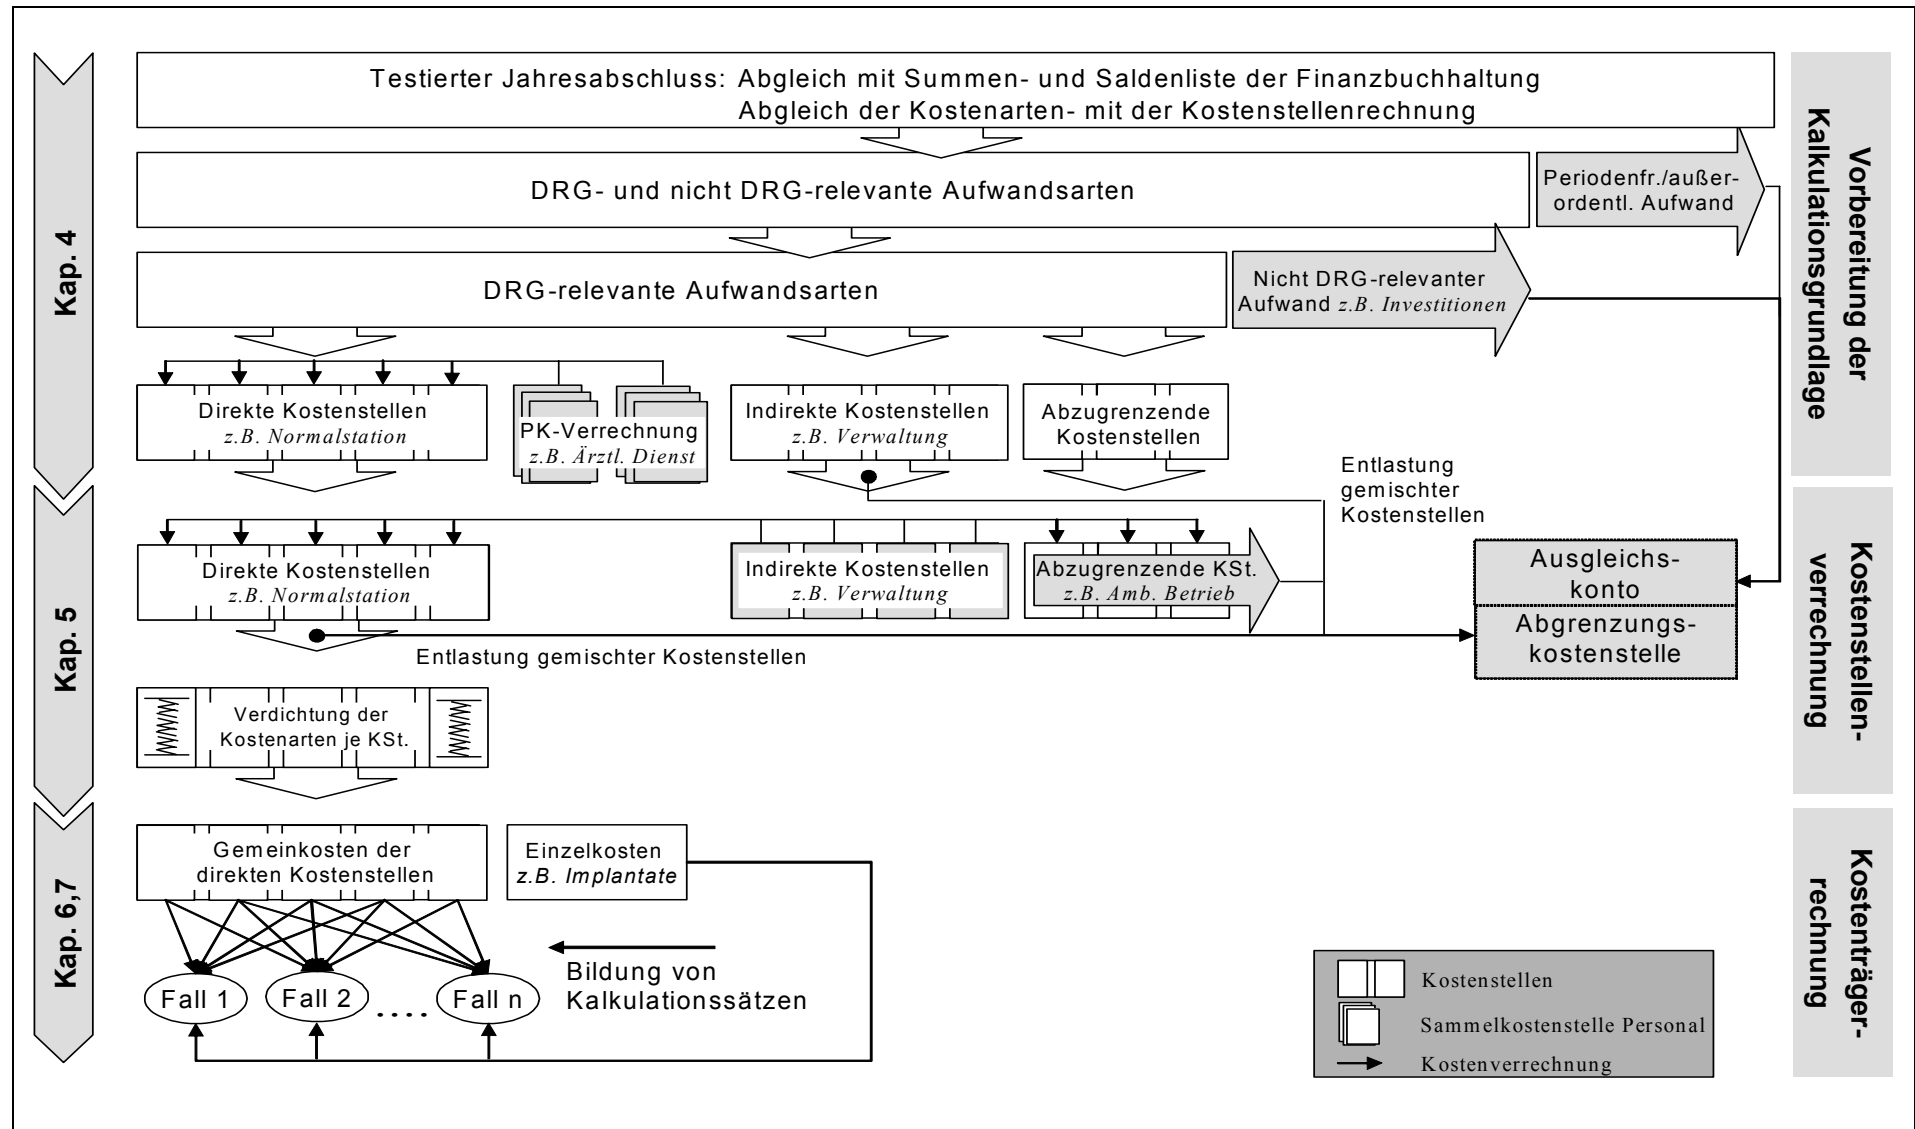 Testierter Jahresabschluss: Abgleich mit Summen- und Saldenliste der Finanzbuchhaltung
Abgleich der Kostenarten- mit der Kostenstellenrechnung
DRG- und nicht DRG-relevante Aufwandsarten
Periodenfr./außer-
ordentl. Aufwand
DRG-relevante Aufwandsarten
Nicht DRG-relevanter
Aufwand z.B. Investitionen
Kap. 4
Vorbereitung der
Kalkulationsgrundlage
Direkte Kostenstellen
z.B. Normalstation
PK-Verrechnung
z.B. Ärztl. Dienst
Indirekte Kostenstellen
z.B. Verwaltung
Abzugrenzende
Kostenstellen
Entlastung
gemischter
Kostenstellen
Kap. 5
Kostenstellen-
verrechnung
Direkte Kostenstellen
z.B. Normalstation
Indirekte Kostenstellen
z.B. Verwaltung
Abzugrenzende KSt.
z.B. Amb. Betrieb
Ausgleichs-
konto
Abgrenzungs-
kostenstelle
Entlastung gemischter Kostenstellen
Verdichtung der
Kostenarten je KSt.
Kap. 6,7
Kostenträger-
rechnung
Gemeinkosten der
direkten Kostenstellen
Einzelkosten
z.B. Implantate
Bildung von
Kalkulationssätzen
Fall 1
Fall 2
....
Fall n
Kostenstellen
Sammelkostenstelle Personal
Kostenverrechnung